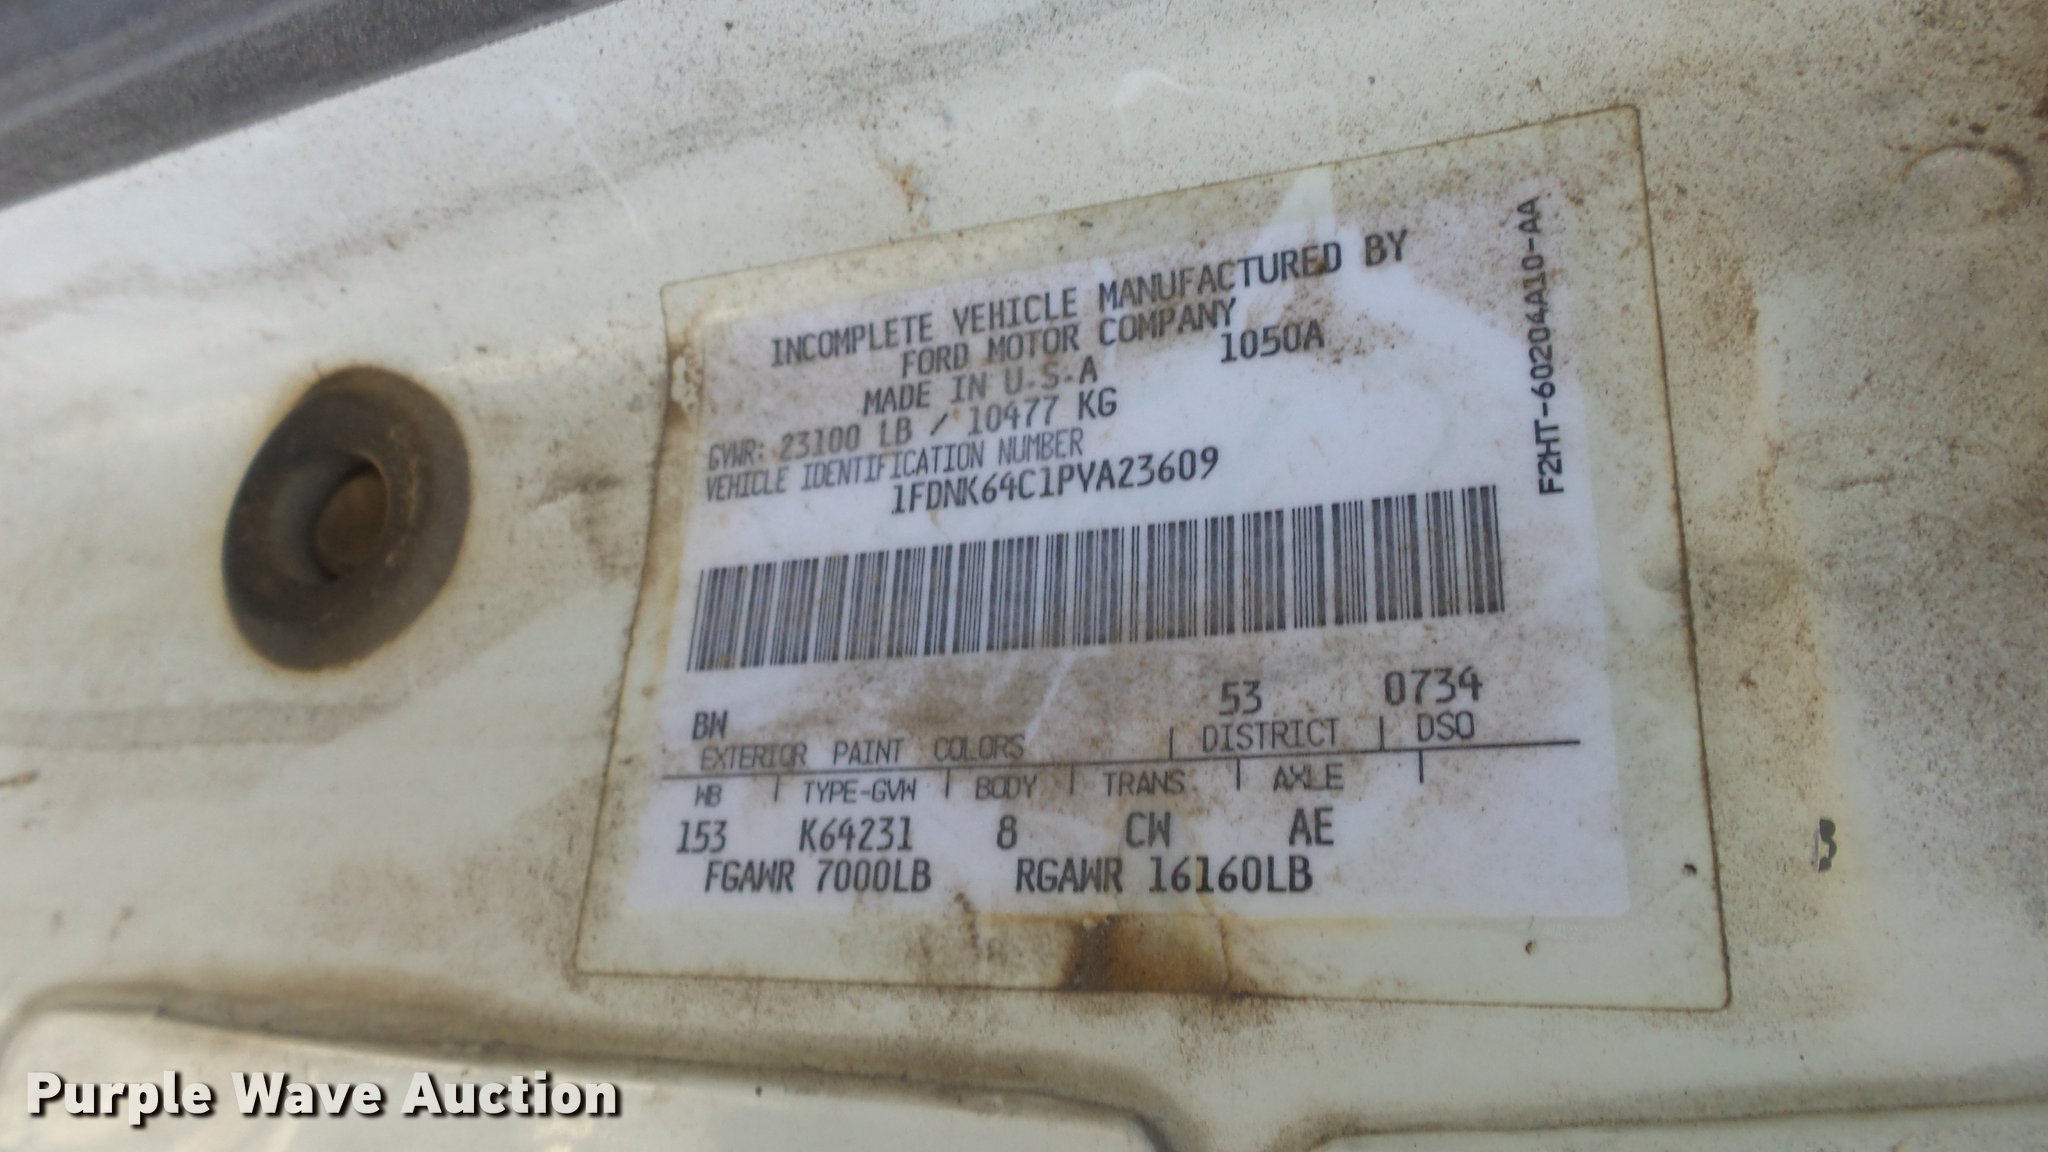 INCOMPLETE VEHICLE MANUFACTURED BY
FORD MOTOR COMPANY
MADE IN U.S.A 1050A
GVWR: 23100 LB / 10477 KG
VEHICLE IDENTIFICATION NUMBER
1FDNK64C1PVA23609
F2HT-60204A10-AA
BW 53 0734
EXTERIOR PAINT COLORS | DISTRICT | DSO
WB | TYPE-GVW | BODY | TRANS | AXLE |
153 K64231 8 CW AE
FGAWR 7000LB RGAWR 16160LB
Purple Wave Auction